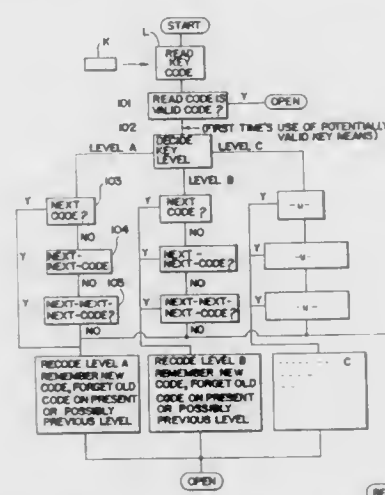 START
K
L
READ
KEY
CODE
101
READ CODE IS
VALID CODE ?
Y
OPEN
102
(FIRST TIME'S USE OF POTENTIALLY
VALID KEY MEANS)
DECIDE
KEY
LEVEL
LEVEL A
LEVEL C
LEVEL B
103
Y
NEXT
CODE ?
NO
104
Y
NEXT-
NEXT-CODE
NO
105
NEXT-NEXT-
NEXT-CODE?
NO
Y
NEXT
CODE ?
NO
Y
NEXT-
NEXT-CODE?
NO
Y
NEXT-NEXT-
NEXT-CODE?
NO
Y
-"-
Y
-"-
Y
-"-
RECODE LEVEL A
REMEMBER NEW
CODE, FORGET OLD
CODE ON PRESENT
OR POSSIBLY
PREVIOUS LEVEL
RECODE LEVEL B
REMEMBER NEW
CODE, FORGET OLD
CODE ON PRESENT
OR POSSIBLY
PREVIOUS LEVEL
C
OPEN